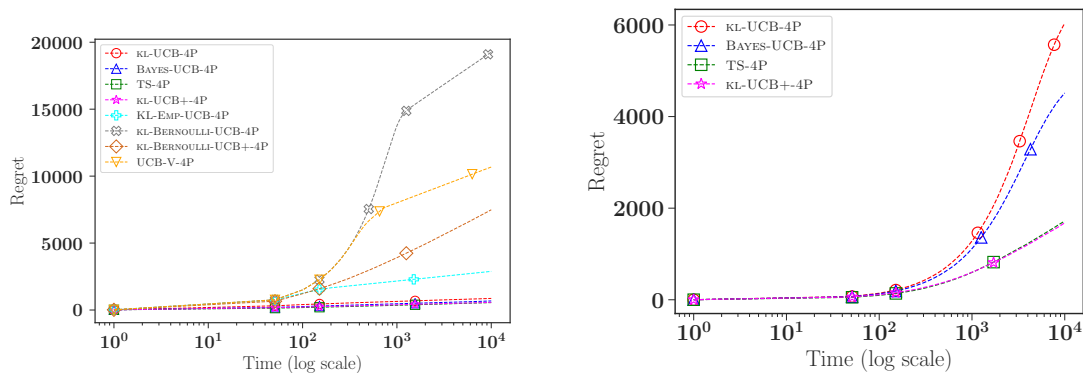 20000
15000
10000
5000
0
Regret
KL-UCB-4P
BAYES-UCB-4P
TS-4P
KL-UCB+-4P
KL-EMP-UCB-4P
KL-BERNOULLI-UCB-4P
KL-BERNOULLI-UCB+-4P
UCB-V-4P
10⁰ 10¹ 10² 10³ 10⁴
Time (log scale)
6000
4000
2000
0
Regret
KL-UCB-4P
BAYES-UCB-4P
TS-4P
KL-UCB+-4P
10⁰ 10¹ 10² 10³ 10⁴
Time (log scale)